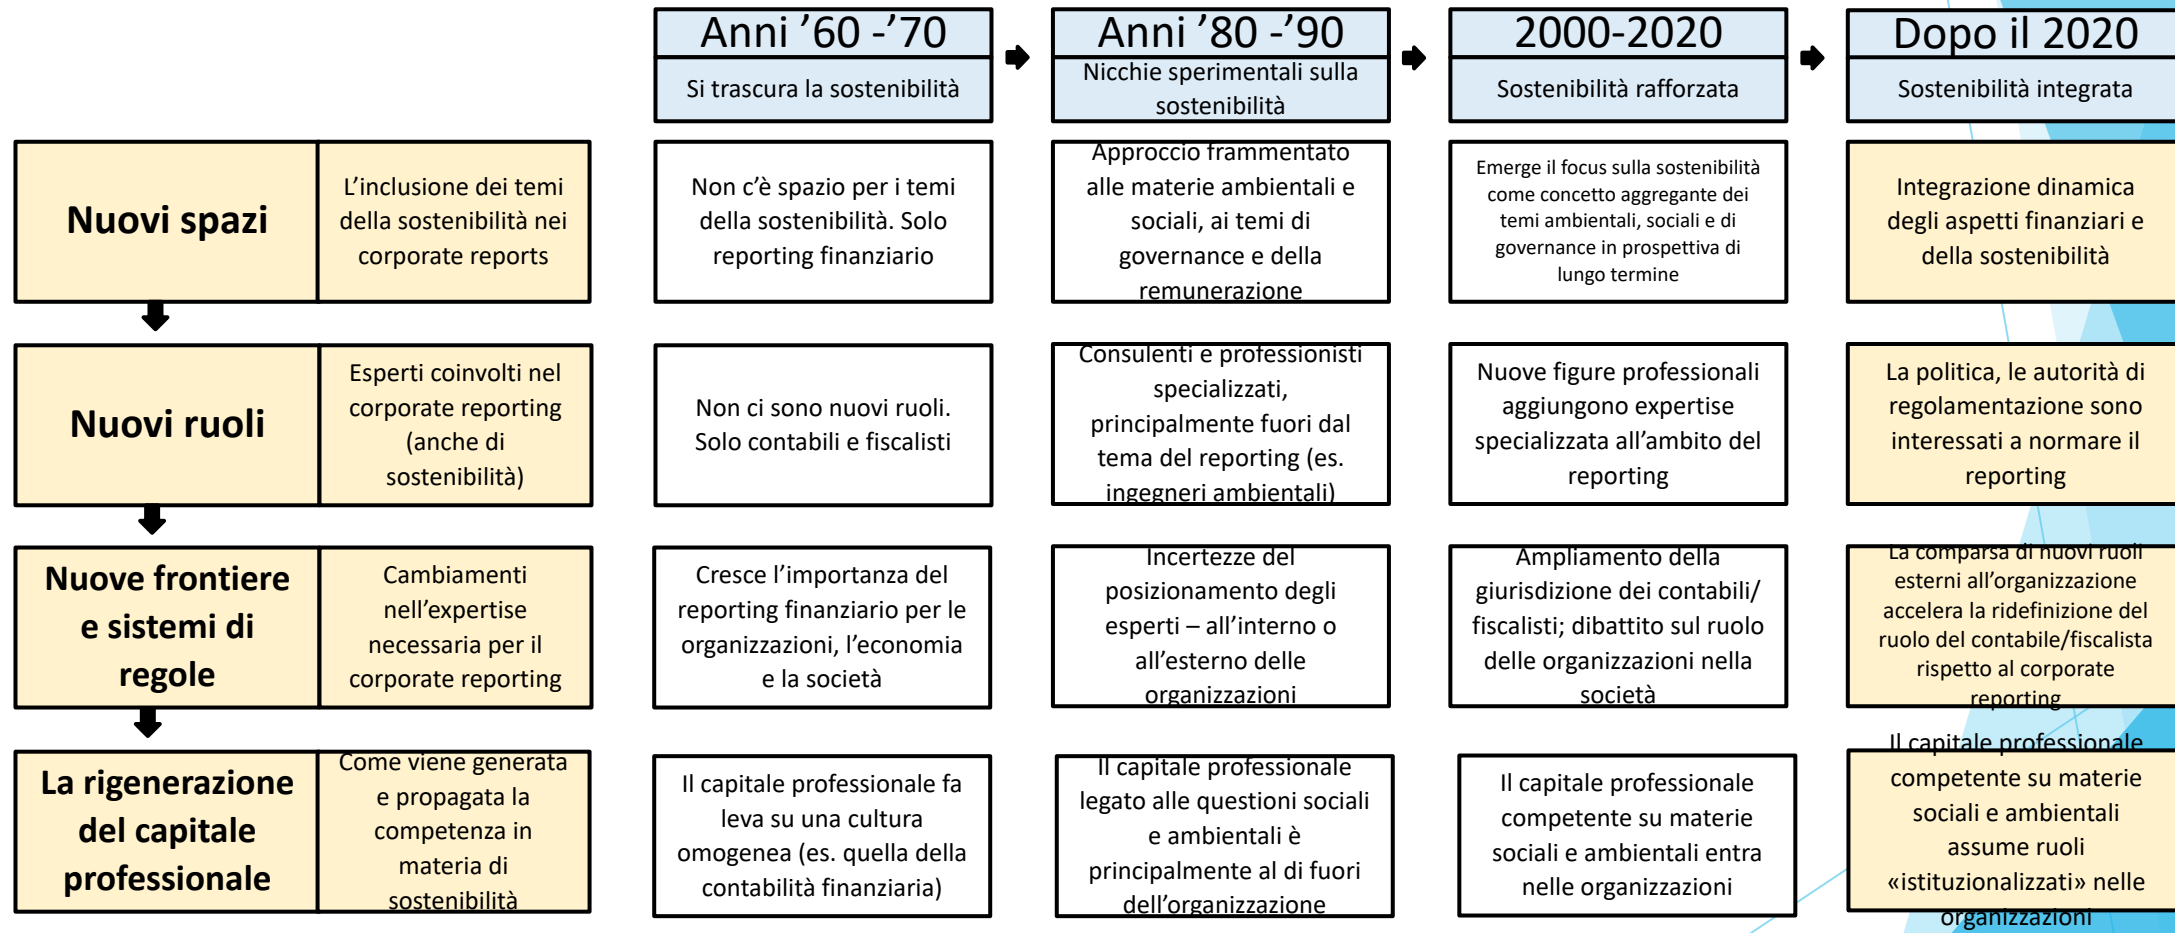 Anni ’60 -’70
Si trascura la sostenibilità
Anni ’80 -’90
Nicchie sperimentali sulla
sostenibilità
2000-2020
Sostenibilità rafforzata
Dopo il 2020
Sostenibilità integrata
Nuovi spazi
L’inclusione dei temi
della sostenibilità nei
corporate reports
Non c’è spazio per i temi
della sostenibilità. Solo
reporting finanziario
Approccio frammentato
alle materie ambientali e
sociali, ai temi di
governance e della
remunerazione
Emerge il focus sulla sostenibilità
come concetto aggregante dei
temi ambientali, sociali e di
governance in prospettiva di
lungo termine
Integrazione dinamica
degli aspetti finanziari e
della sostenibilità
Nuovi ruoli
Esperti coinvolti nel
corporate reporting
(anche di
sostenibilità)
Non ci sono nuovi ruoli.
Solo contabili e fiscalisti
Consulenti e professionisti
specializzati,
principalmente fuori dal
tema del reporting (es.
ingegneri ambientali)
Nuove figure professionali
aggiungono expertise
specializzata all’ambito del
reporting
La politica, le autorità di
regolamentazione sono
interessati a normare il
reporting
Nuove frontiere
e sistemi di
regole
Cambiamenti
nell’expertise
necessaria per il
corporate reporting
Cresce l’importanza del
reporting finanziario per le
organizzazioni, l’economia
e la società
Incertezze del
posizionamento degli
esperti – all’interno o
all’esterno delle
organizzazioni
Ampliamento della
giurisdizione dei contabili/
fiscalisti; dibattito sul ruolo
delle organizzazioni nella
società
La comparsa di nuovi ruoli
esterni all’organizzazione
accelera la ridefinizione del
ruolo del contabile/fiscalista
rispetto al corporate
reporting
La rigenerazione
del capitale
professionale
Come viene generata
e propagata la
competenza in
materia di
sostenibilità
Il capitale professionale fa
leva su una cultura
omogenea (es. quella della
contabilità finanziaria)
Il capitale professionale
legato alle questioni sociali
e ambientali è
principalmente al di fuori
dell’organizzazione
Il capitale professionale
competente su materie
sociali e ambientali entra
nelle organizzazioni
Il capitale professionale
competente su materie
sociali e ambientali
assume ruoli
«istituzionalizzati» nelle
organizzazioni